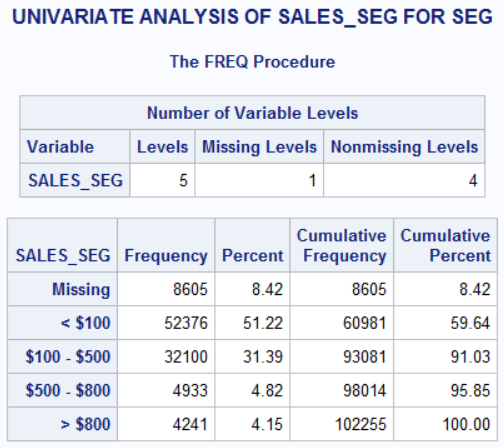 UNIVARIATE ANALYSIS OF SALES_SEG FOR SEG
The FREQ Procedure
Number of Variable Levels
Variable Levels Missing Levels Nonmissing Levels
SALES_SEG 5 1 4
SALES_SEG Frequency Percent Cumulative Frequency Cumulative Percent
Missing 8605 8.42 8605 8.42
< $100 52376 51.22 60981 59.64
$100 - $500 32100 31.39 93081 91.03
$500 - $800 4933 4.82 98014 95.85
> $800 4241 4.15 102255 100.00